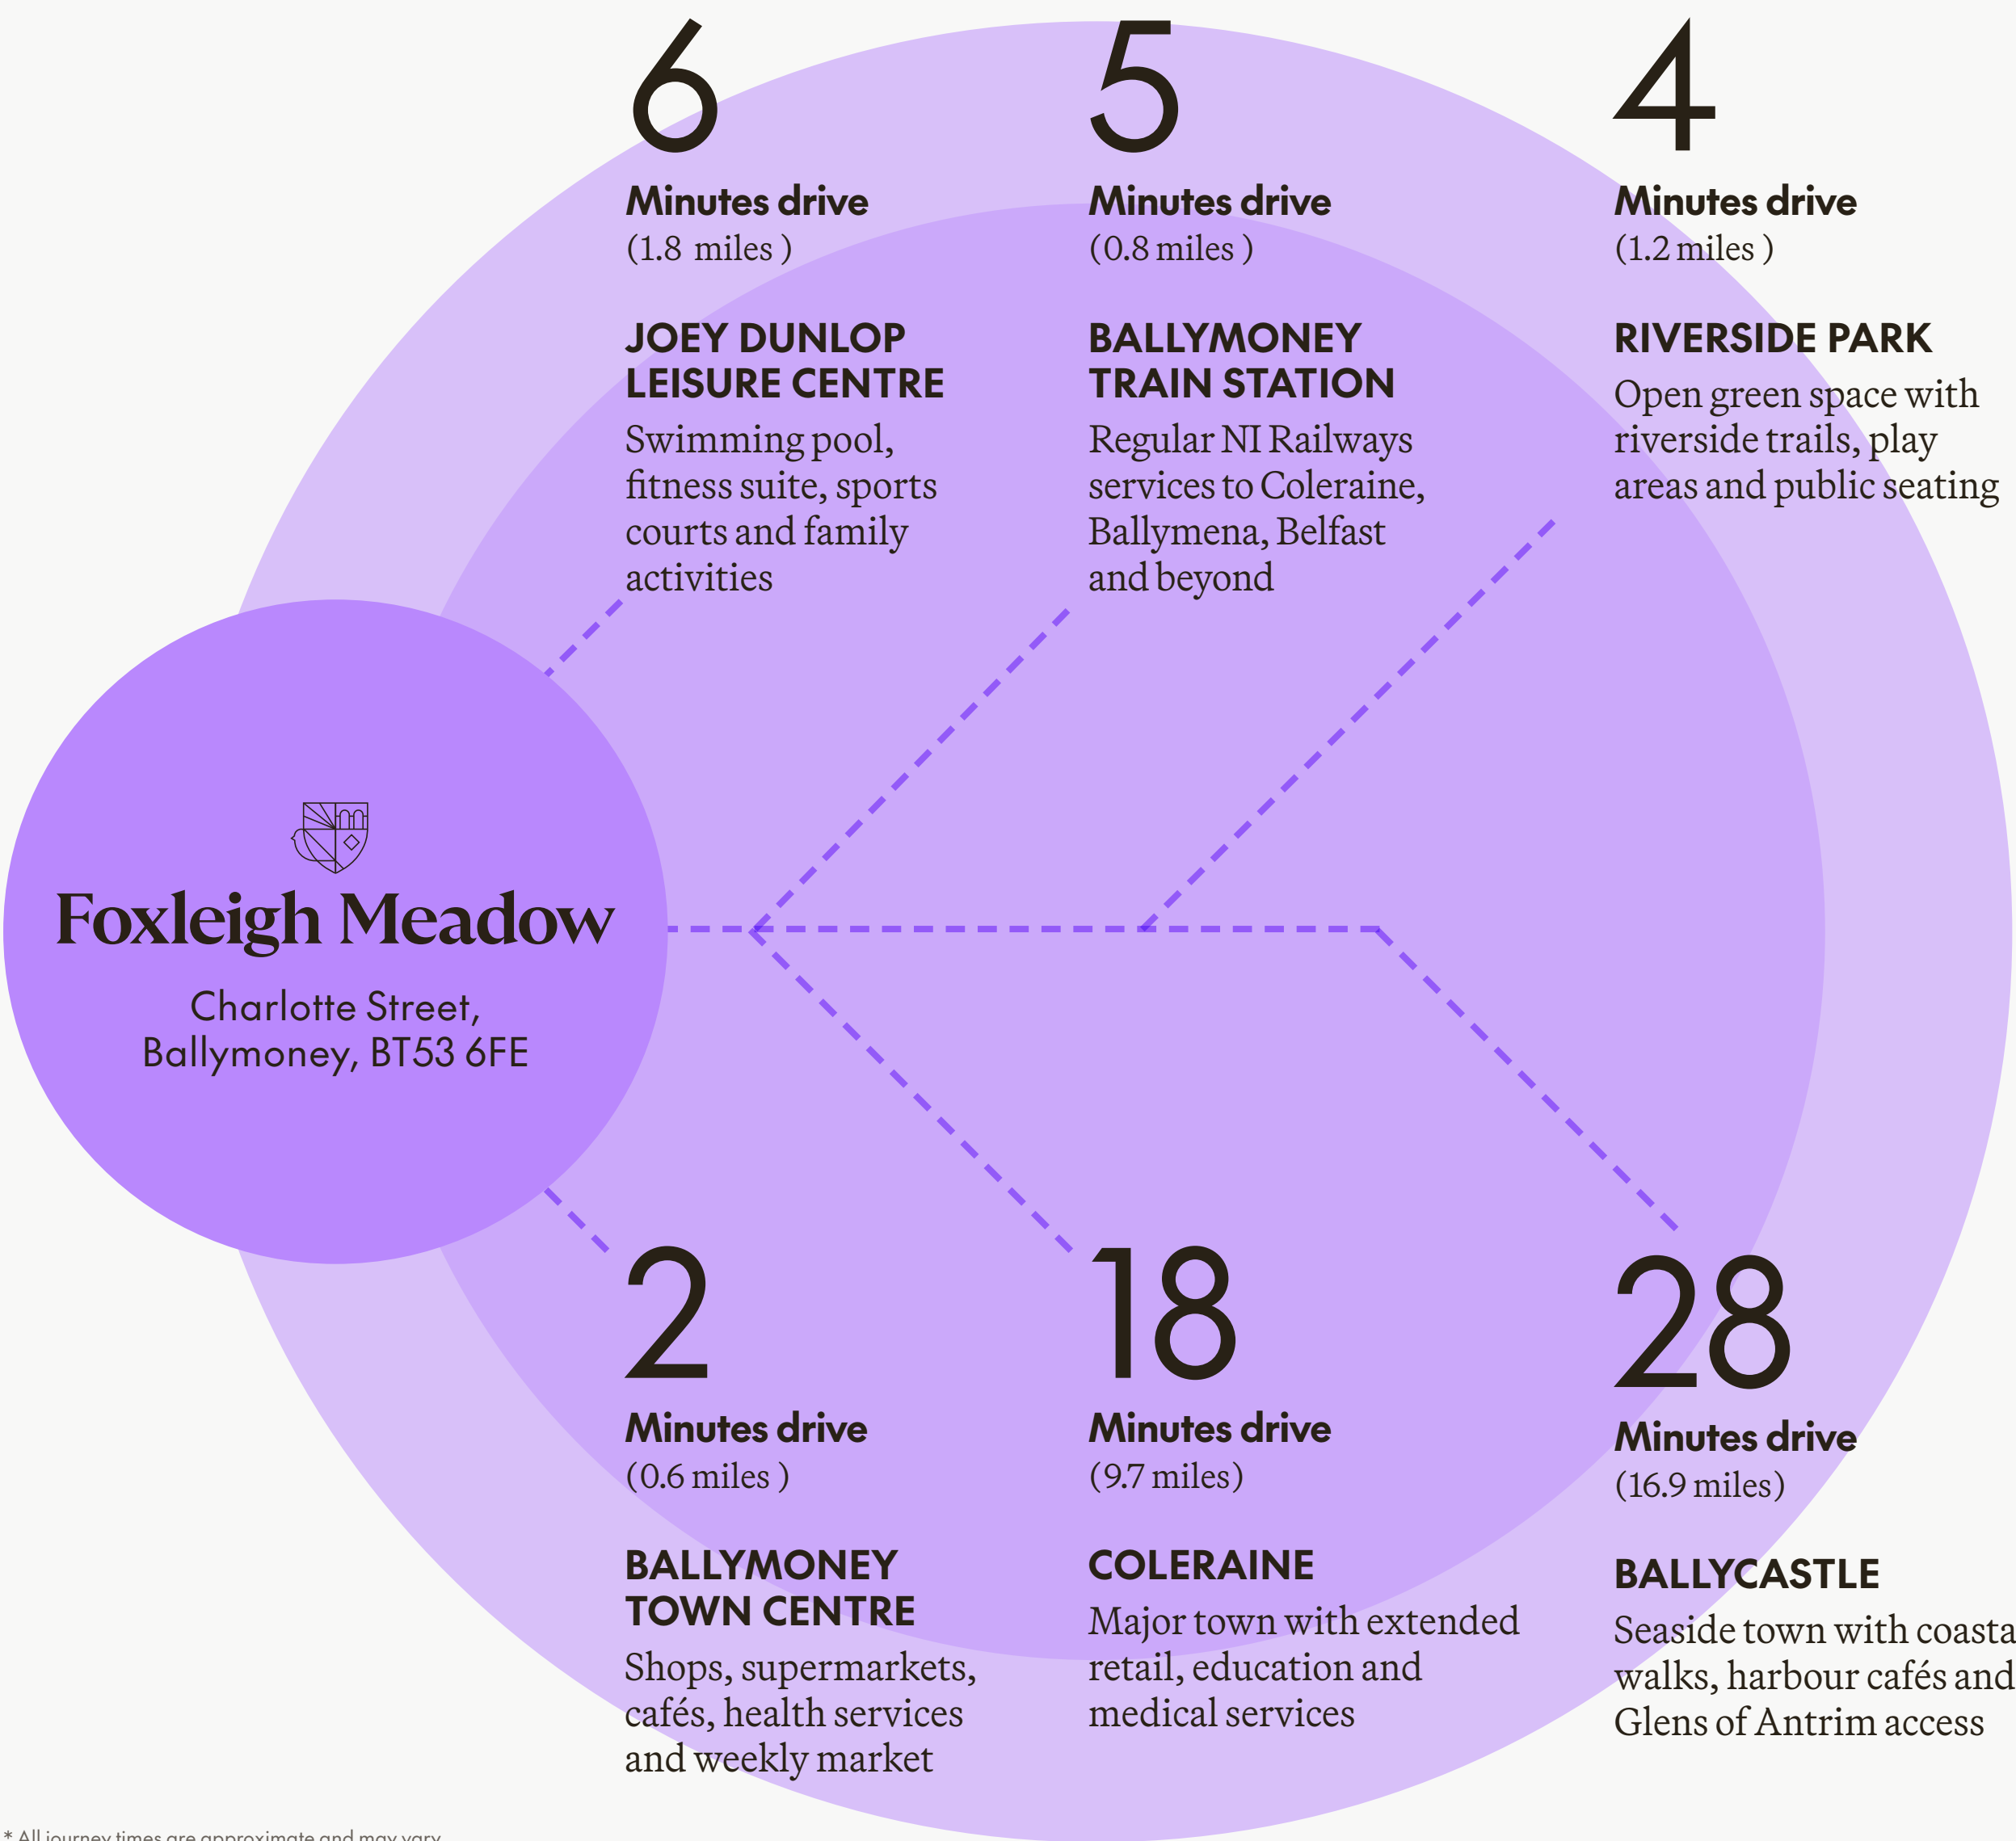 6
Minutes drive
(1.8 miles )
JOEY DUNLOP
LEISURE CENTRE
Swimming pool,
fitness suite, sports
courts and family
activities
5
Minutes drive
(0.8 miles )
BALLYMONEY
TRAIN STATION
Regular NI Railways
services to Coleraine,
Ballymena, Belfast
and beyond
4
Minutes drive
(1.2 miles )
RIVERSIDE PARK
Open green space with
riverside trails, play
areas and public seating
Foxleigh Meadow
Charlotte Street,
Ballymoney, BT53 6FE
2
Minutes drive
(0.6 miles )
BALLYMONEY
TOWN CENTRE
Shops, supermarkets,
cafés, health services
and weekly market
18
Minutes drive
(9.7 miles)
COLERAINE
Major town with extended
retail, education and
medical services
28
Minutes drive
(16.9 miles)
BALLYCASTLE
Seaside town with coasta
walks, harbour cafés and
Glens of Antrim access
* All journey times are approximate and may vary